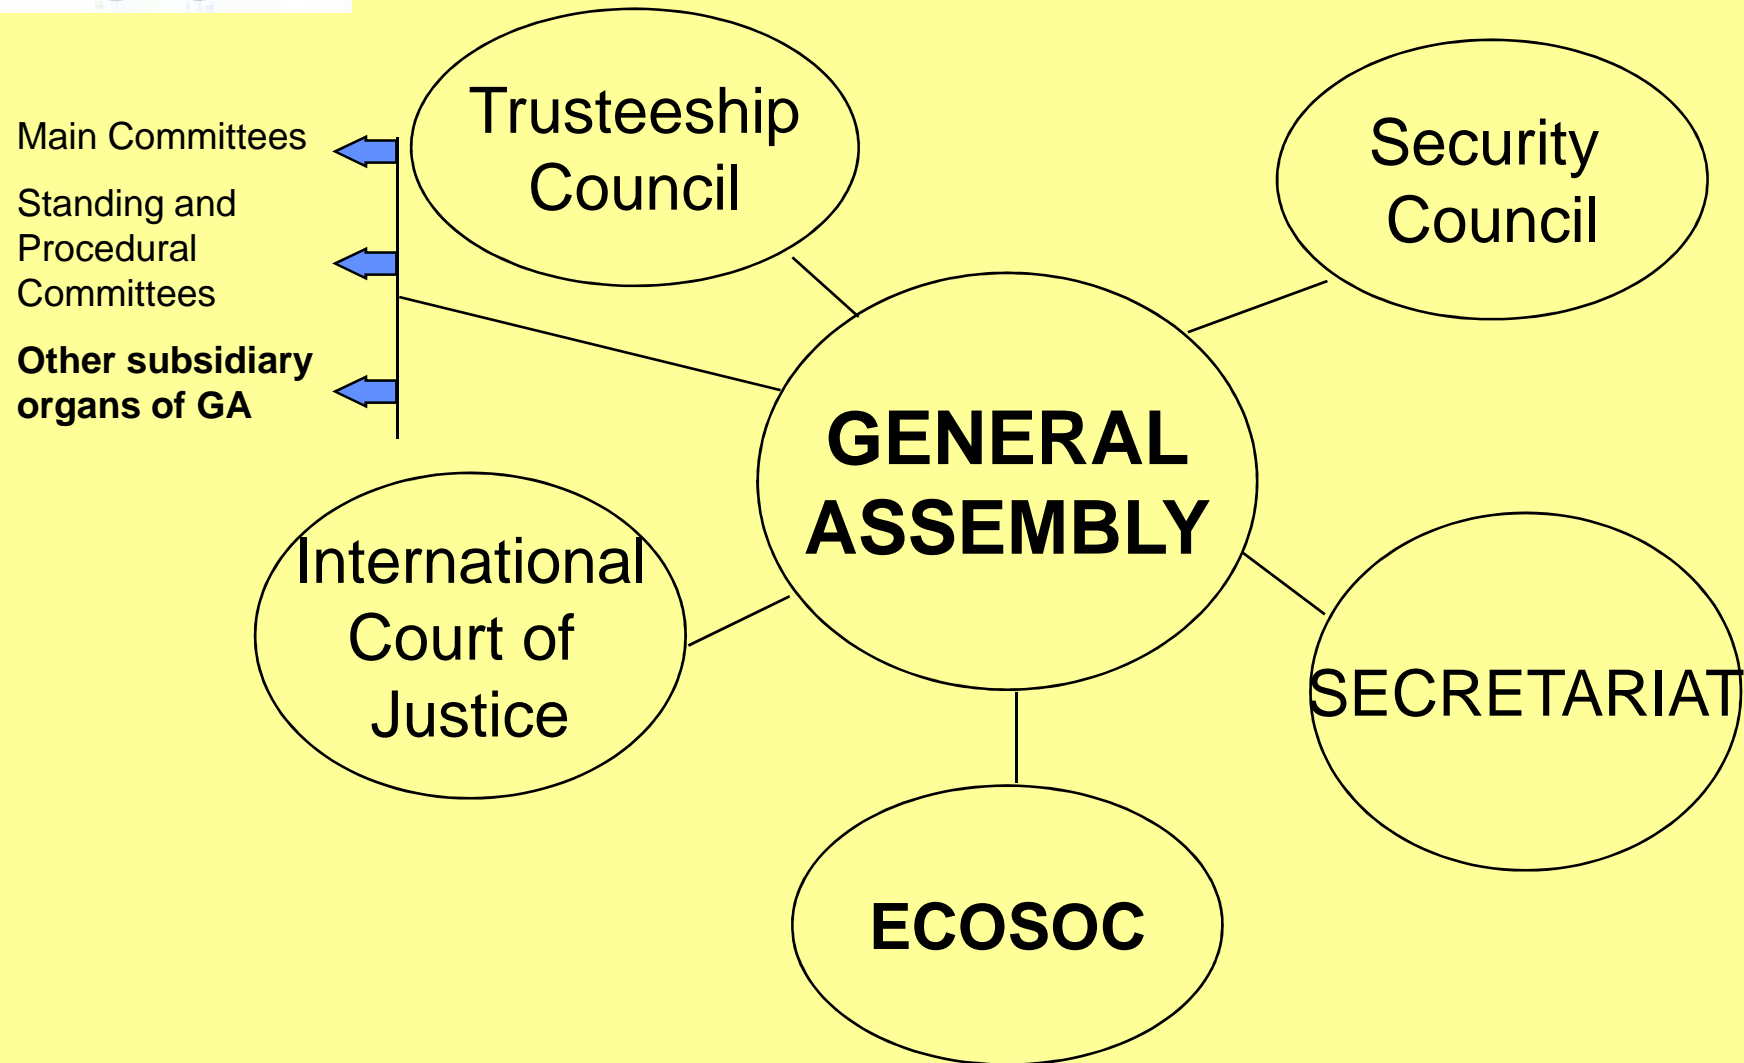 Trusteeship
Council
Security
Council
Main Committees
Standing and
Procedural
Committees
Other subsidiary
organs of GA
GENERAL
ASSEMBLY
International
Court of
Justice
SECRETARIAT
ECOSOC